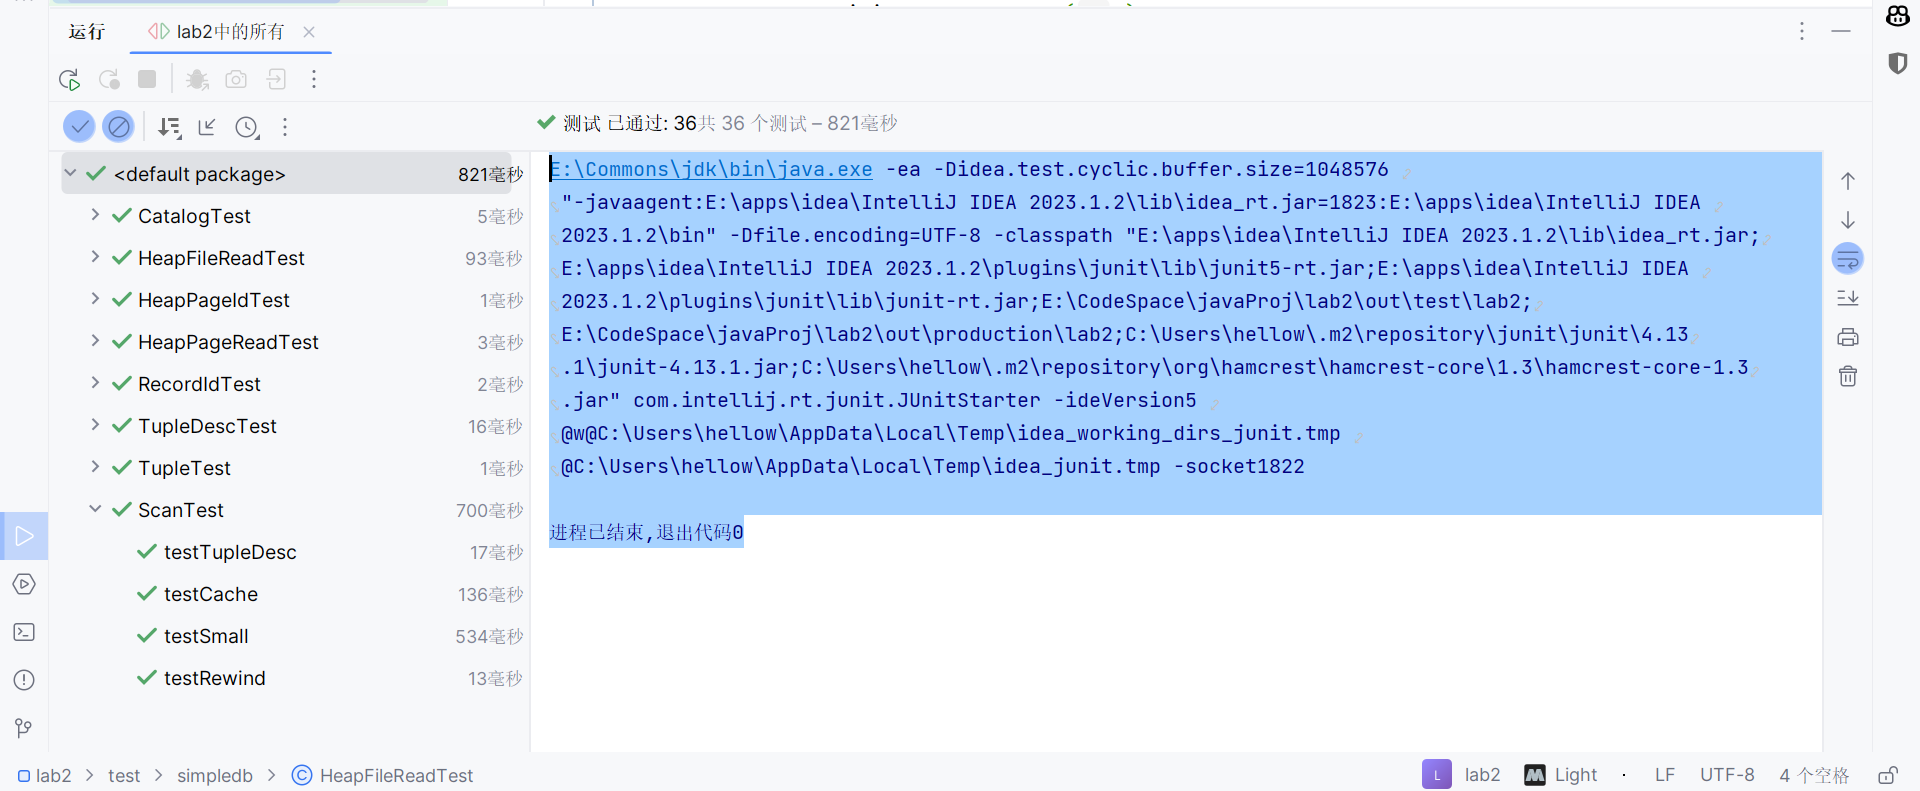 运行
lab2中的所有
测试 已通过: 36共 36 个测试 – 821毫秒
<default package> 821毫秒
CatalogTest 5毫秒
HeapFileReadTest 93毫秒
HeapPageIdTest 1毫秒
HeapPageReadTest 3毫秒
RecordIdTest 2毫秒
TupleDescTest 16毫秒
TupleTest 1毫秒
ScanTest 700毫秒
testTupleDesc 17毫秒
testCache 136毫秒
testSmall 534毫秒
testRewind 13毫秒
E:\Commons\jdk\bin\java.exe -ea -Didea.test.cyclic.buffer.size=1048576
"-javaagent:E:\apps\idea\IntelliJ IDEA 2023.1.2\lib\idea_rt.jar=1823:E:\apps\idea\IntelliJ IDEA
2023.1.2\bin" -Dfile.encoding=UTF-8 -classpath "E:\apps\idea\IntelliJ IDEA 2023.1.2\lib\idea_rt.jar;
E:\apps\idea\IntelliJ IDEA 2023.1.2\plugins\junit\lib\junit5-rt.jar;E:\apps\idea\IntelliJ IDEA
2023.1.2\plugins\junit\lib\junit-rt.jar;E:\CodeSpace\javaProj\lab2\out\test\lab2;
E:\CodeSpace\javaProj\lab2\out\production\lab2;C:\Users\hellow\.m2\repository\junit\junit\4.13
.1\junit-4.13.1.jar;C:\Users\hellow\.m2\repository\org\hamcrest\hamcrest-core\1.3\hamcrest-core-1.3
.jar" com.intellij.rt.junit.JUnitStarter -ideVersion5
@w@C:\Users\hellow\AppData\Local\Temp\idea_working_dirs_junit.tmp
@C:\Users\hellow\AppData\Local\Temp\idea_junit.tmp -socket1822
进程已结束,退出代码0
lab2 > test > simpledb > HeapFileReadTest
L lab2 M Light · LF UTF-8 4 个空格